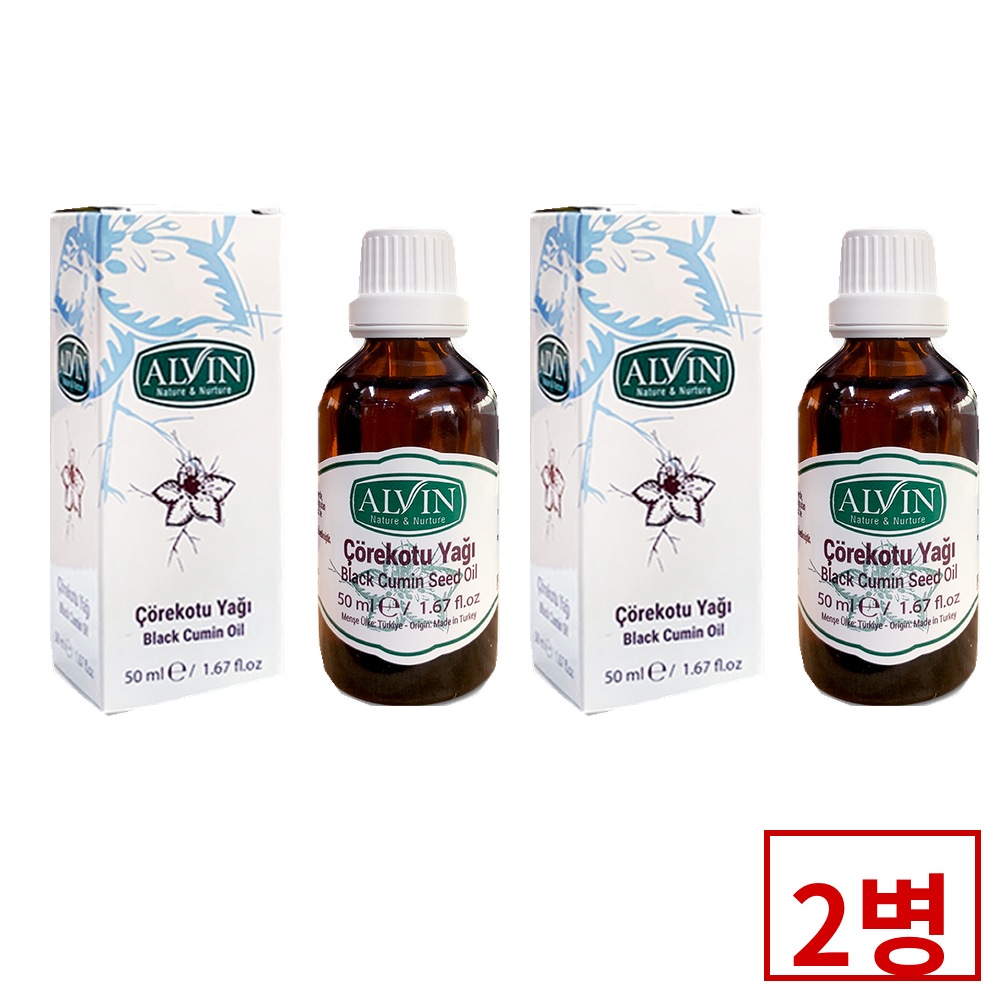 ALVIN
Nature & Nurture
Çörekotu Yağı
Black Cumin Oil
50 ml e / 1.67 fl.oz
ALVIN
Nature & Nurture
Çörekotu Yağı
Black Cumin Seed Oil
50 ml e / 1.67 fl.oz
Menşe Ülke: Türkiye - Origin: Made in Turkey
ALVIN
Nature & Nurture
Çörekotu Yağı
Black Cumin Oil
50 ml e / 1.67 fl.oz
ALVIN
Nature & Nurture
Çörekotu Yağı
Black Cumin Seed Oil
50 ml e / 1.67 fl.oz
Menşe Ülke: Türkiye - Origin: Made in Turkey
2병